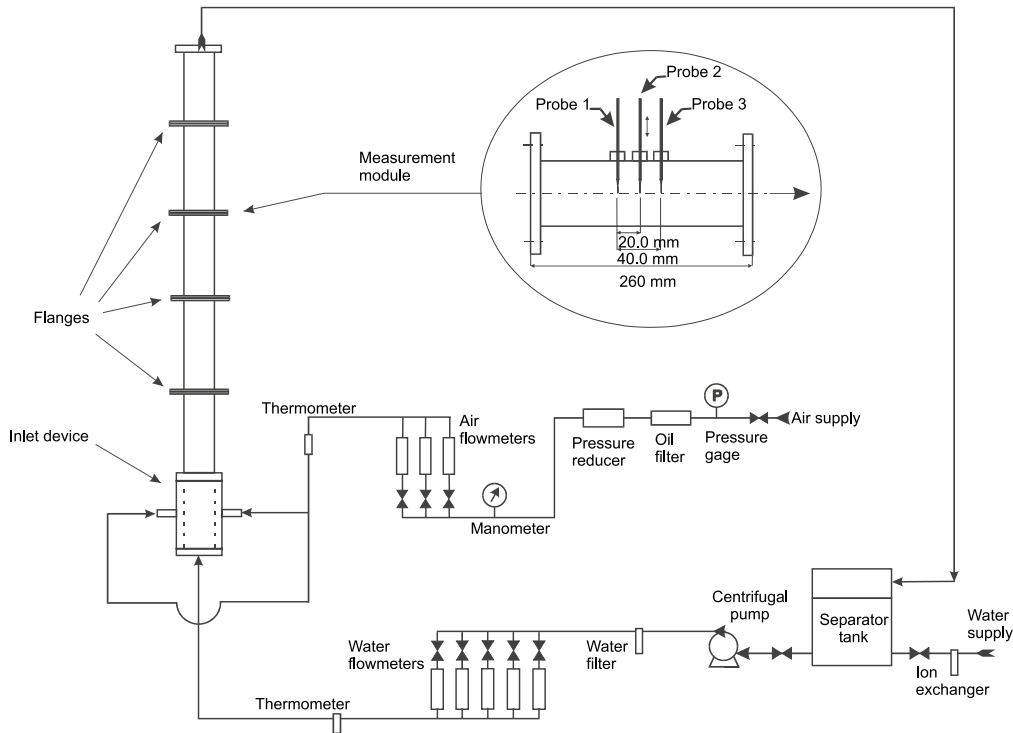 Probe 2
Probe 1
Probe 3
Measurement
module
20.0 mm
40.0 mm
260 mm
Flanges
Thermometer
Air
flowmeters
P
Air supply
Inlet device
Pressure
reducer
Oil
filter
Pressure
gage
Manometer
Centrifugal
pump
Separator
tank
Water
supply
Water
flowmeters
Water
filter
Ion
exchanger
Thermometer